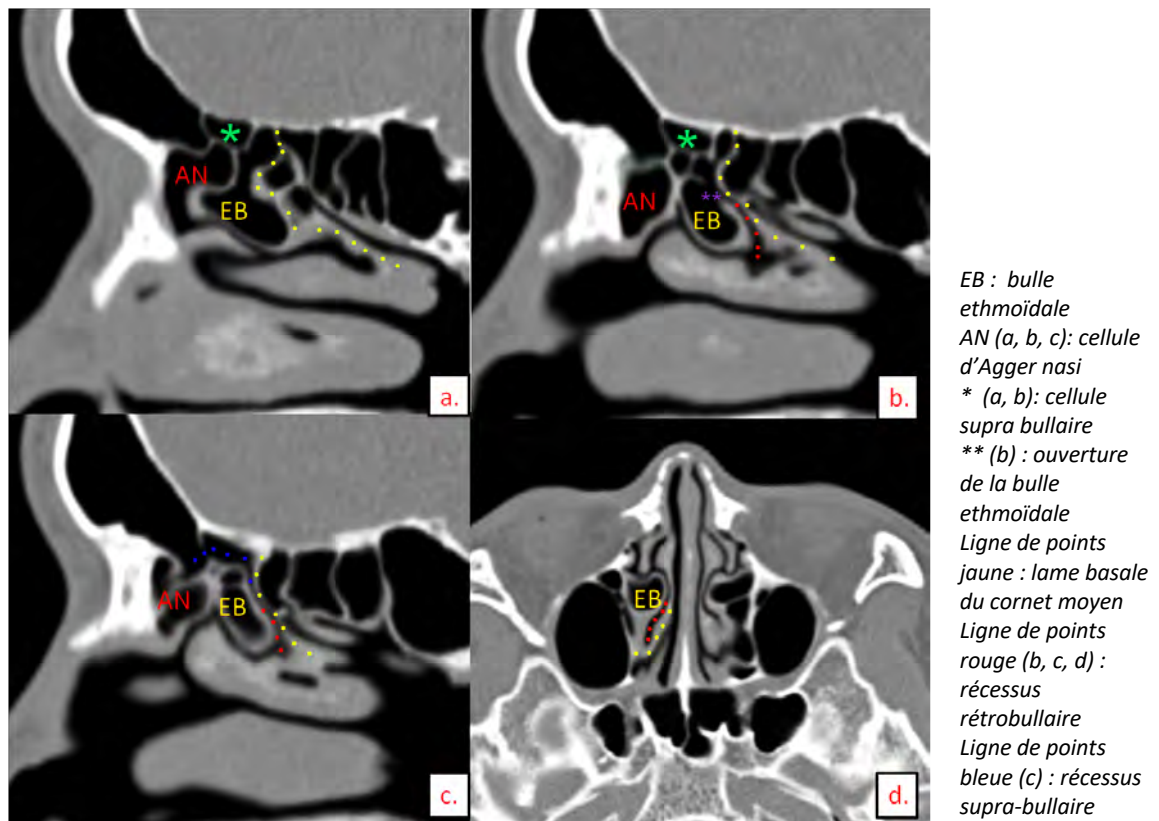 *
AN
EB
a.
*
AN
**
EB
b.
AN
EB
c.
EB
d.
EB : bulle
ethmoïdale
AN (a, b, c): cellule
d'Agger nasi
* (a, b): cellule
supra bullaire
** (b) : ouverture
de la bulle
ethmoïdale
Ligne de points
jaune : lame basale
du cornet moyen
Ligne de points
rouge (b, c, d) :
récessus
rétrobullaire
Ligne de points
bleue (c) : récessus
supra-bullaire